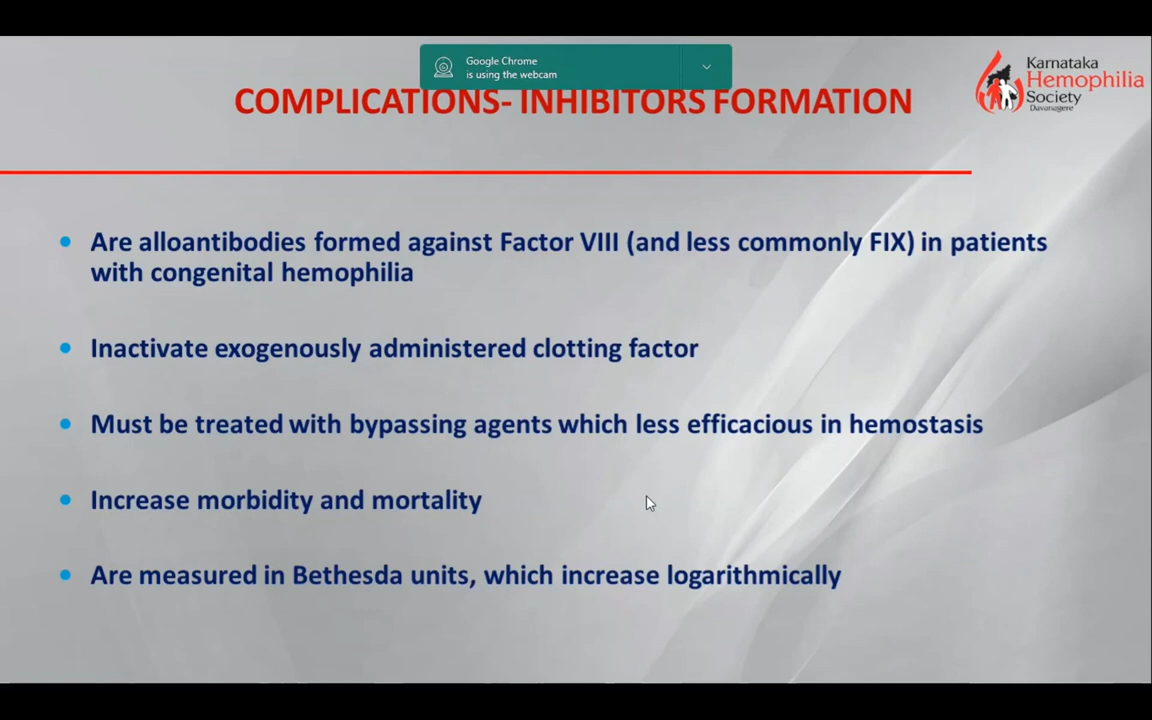 Google Chrome
is using the webcam
COMPLICATIONS- INHIBITORS FORMATION
Karnataka
Hemophilia
Society
Davanagere
• Are alloantibodies formed against Factor VIII (and less commonly FIX) in patients
with congenital hemophilia
• Inactivate exogenously administered clotting factor
• Must be treated with bypassing agents which less efficacious in hemostasis
• Increase morbidity and mortality
• Are measured in Bethesda units, which increase logarithmically